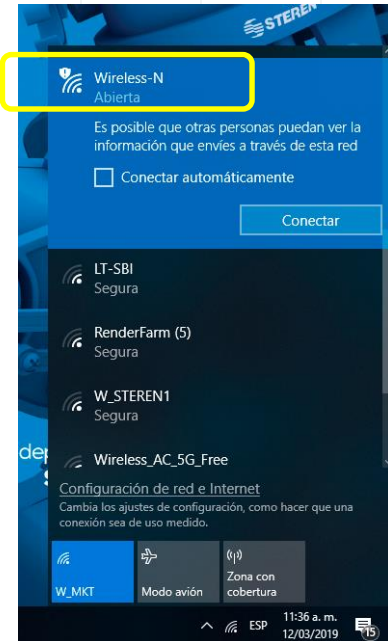 STEREN
Wireless-N
Abierta
Es posible que otras personas puedan ver la
información que envíes a través de esta red
Conectar automáticamente
Conectar
LT-SBI
Segura
RenderFarm (5)
Segura
W_STEREN1
Segura
Wireless_AC_5G_Free
Configuración de red e Internet
Cambia los ajustes de configuración, como hacer que una
conexión sea de uso medido.
W_MKT
Modo avión
Zona con
cobertura
ESP
11:36 a. m.
12/03/2019
15